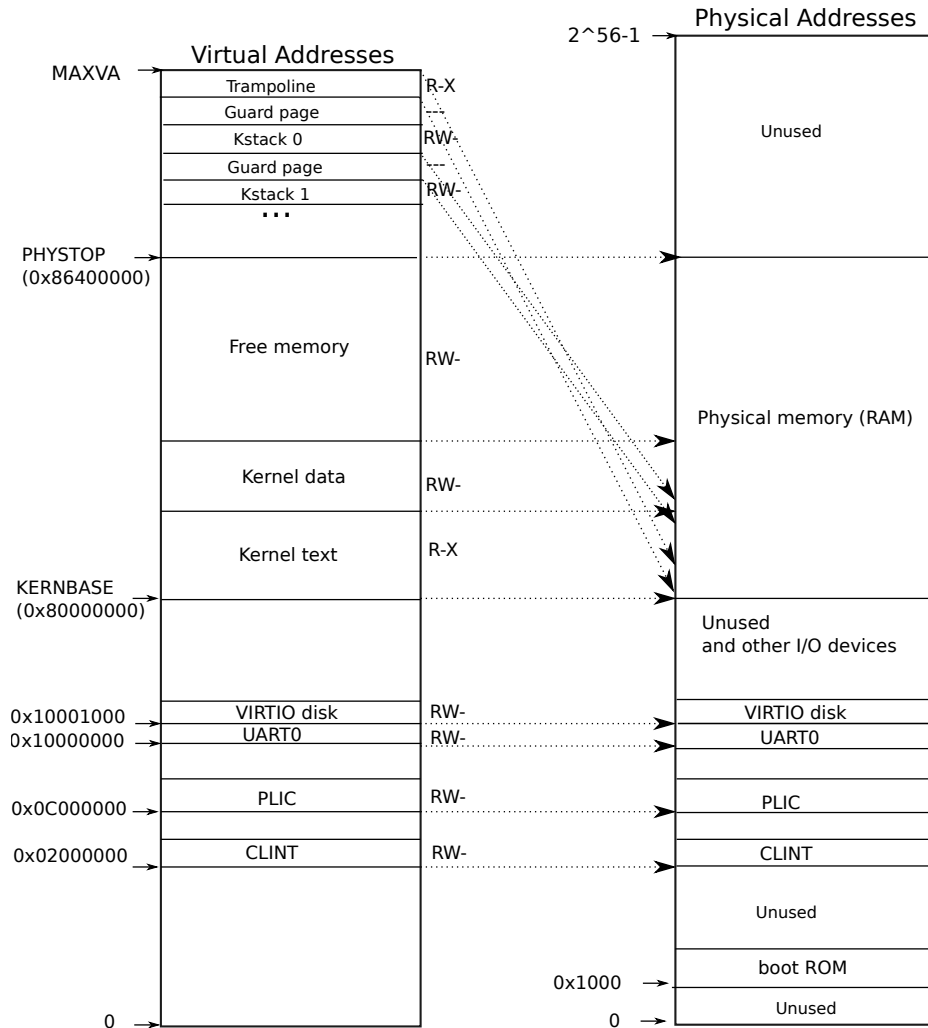 Physical Addresses
2^56-1
Virtual Addresses
MAXVA
Trampoline
R-X
Guard page
---
Unused
Kstack 0
RW-
Guard page
---
Kstack 1
RW-
...
PHYSTOP
(0x86400000)
Free memory
RW-
Physical memory (RAM)
Kernel data
RW-
Kernel text
R-X
KERNBASE
(0x80000000)
Unused
and other I/O devices
0x10001000
VIRTIO disk
RW-
VIRTIO disk
0x10000000
UART0
RW-
UART0
0x0C000000
PLIC
RW-
PLIC
0x02000000
CLINT
RW-
CLINT
Unused
boot ROM
0x1000
Unused
0
0